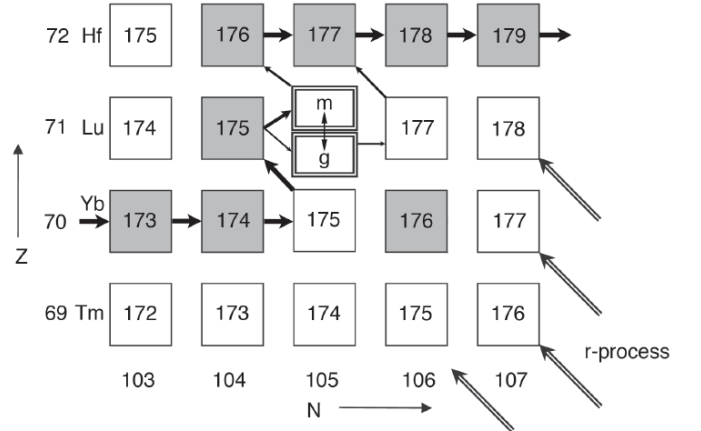 72 Hf 175 176 177 178 179
m
71 Lu 174 175 177 178
g
Yb
70 173 174 175 176 177
Z
69 Tm 172 173 174 175 176
r-process
103 104 105 106 107
N